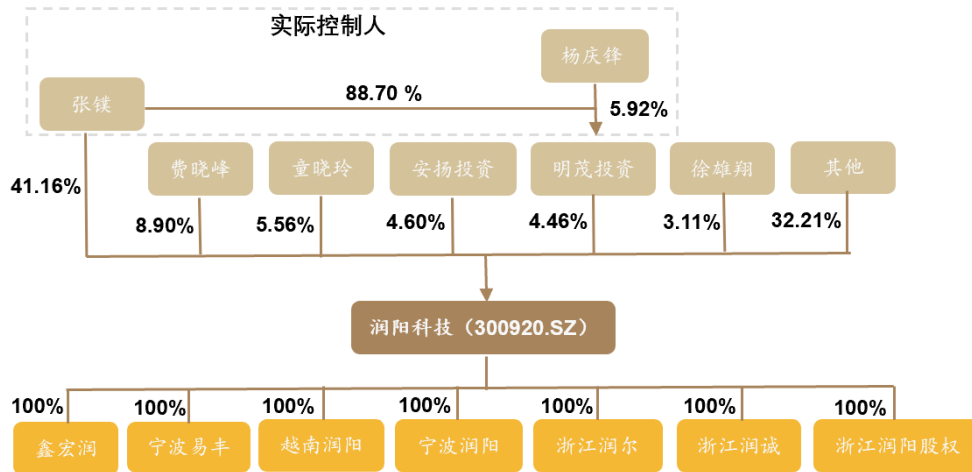 实际控制人
杨庆锋
张镤
88.70 %
5.92%
41.16%
费晓峰
童晓玲
安扬投资
明茂投资
徐雄翔
其他
8.90%
5.56%
4.60%
4.46%
3.11%
32.21%
润阳科技（300920.SZ）
100%
100%
100%
100%
100%
100%
100%
鑫宏润
宁波易丰
越南润阳
宁波润阳
浙江润尔
浙江润诚
浙江润阳股权